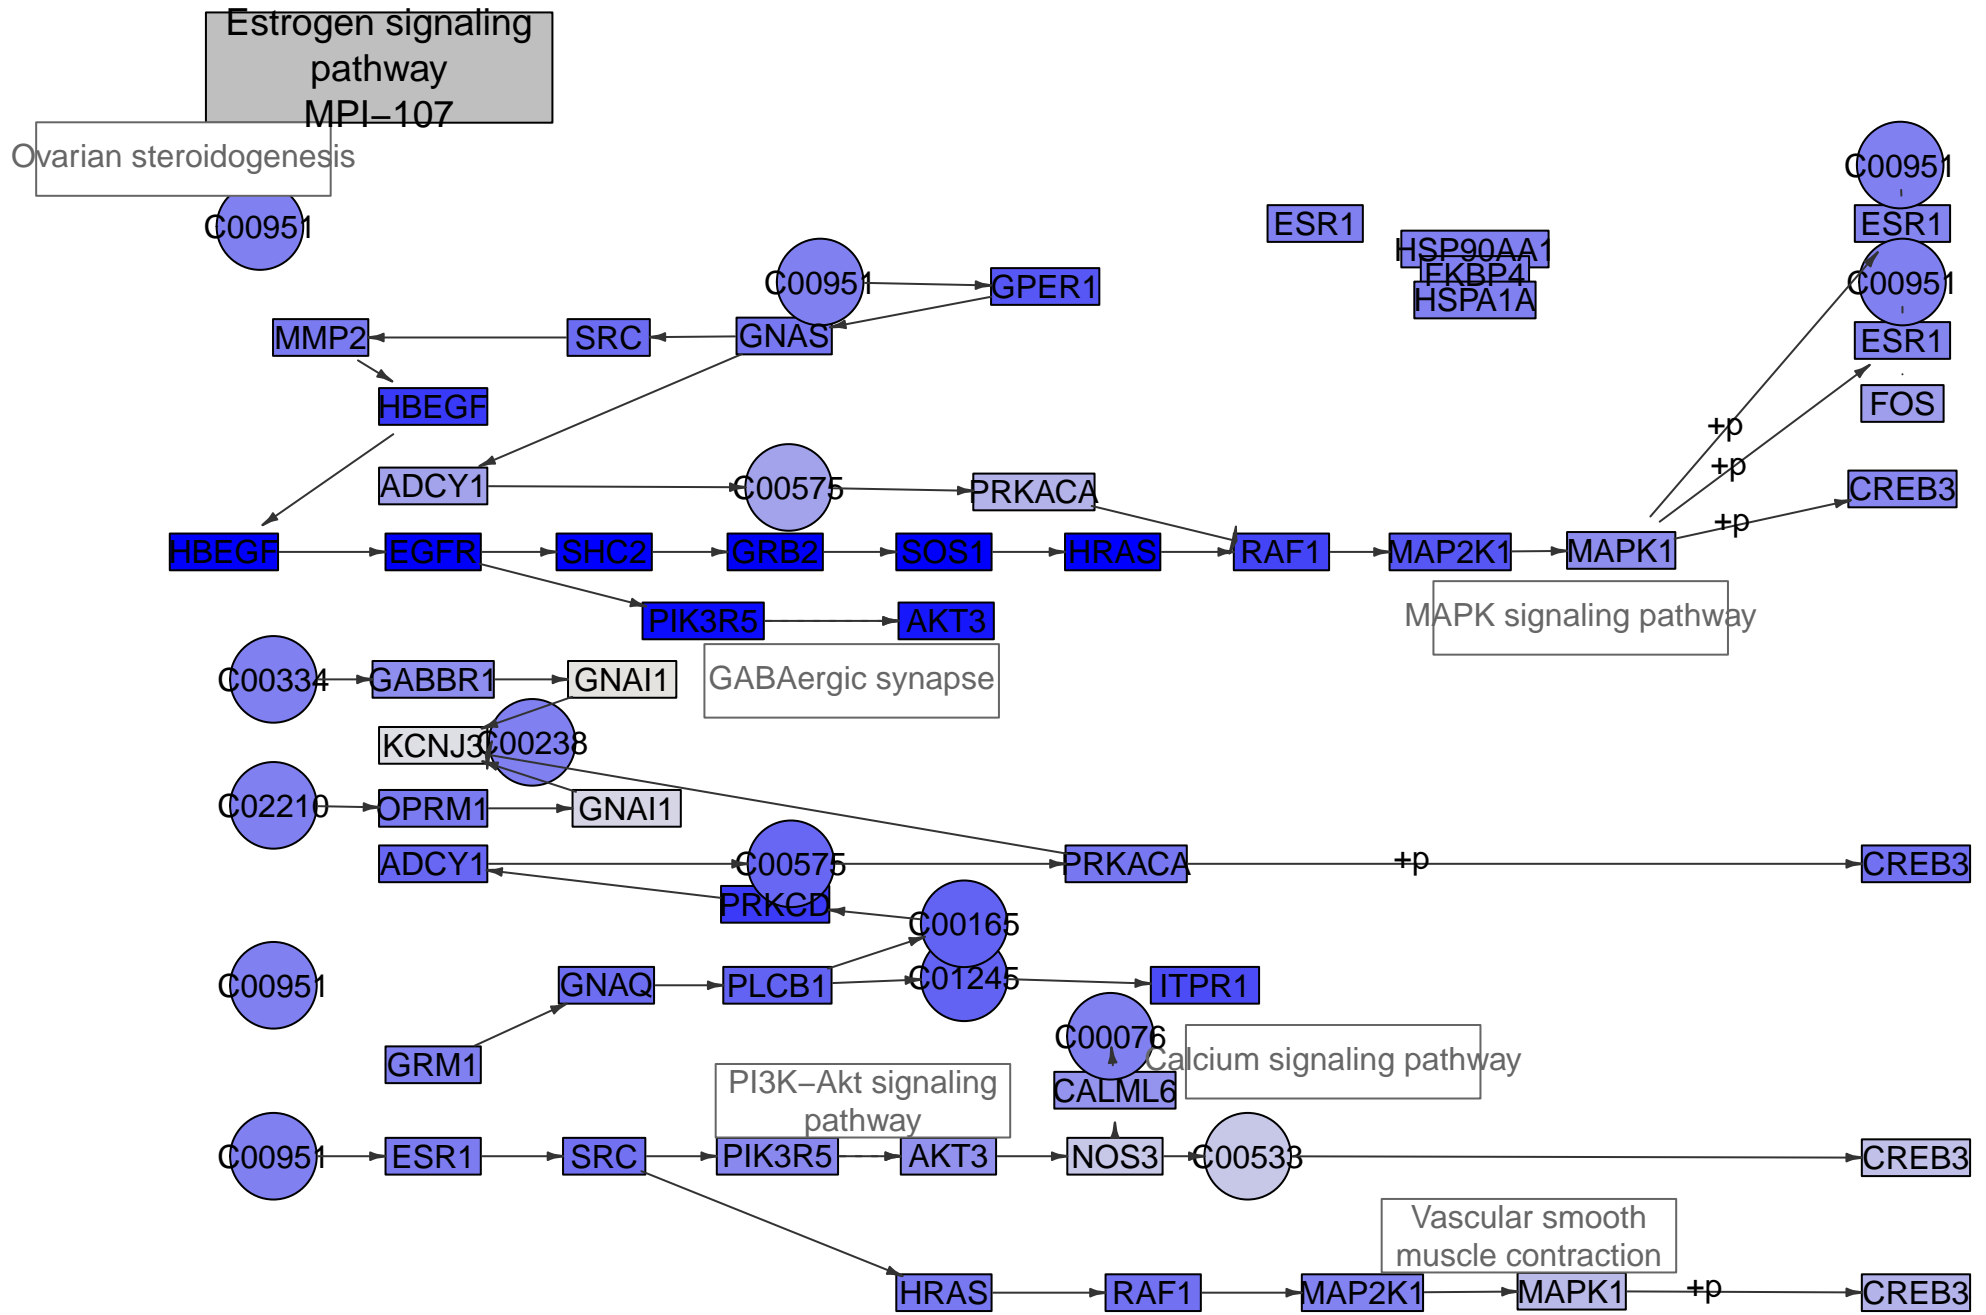 Estrogen signaling
pathway
MPI−107
Ovarian steroidogenesis
C00951
C00951
ESR1
ESR1
C00951
HSP90AA1
FKBP4
HSPA1A
C00951
GPER1
C00951
MMP2
SRC
GNAS
ESR1
HBEGF
FOS
+p
+p
ADCY1
C00575
PRKACA
CREB3
+p
HBEGF
EGFR
SHC2
GRB2
SOS1
HRAS
RAF1
MAP2K1
MAPK1
PIK3R5
AKT3
MAPK signaling pathway
C00334
GABBR1
GNAI1
GABAergic synapse
KCNJ3
C00238
C02210
OPRM1
GNAI1
ADCY1
C00575
PRKACA
+p
CREB3
PRKCD
C00165
C00951
GNAQ
PLCB1
C01245
ITPR1
C00076
Calcium signaling pathway
GRM1
CALML6
PI3K−Akt signaling
pathway
C00951
ESR1
SRC
PIK3R5
AKT3
NOS3
C00533
CREB3
Vascular smooth
muscle contraction
HRAS
RAF1
MAP2K1
MAPK1
+p
CREB3